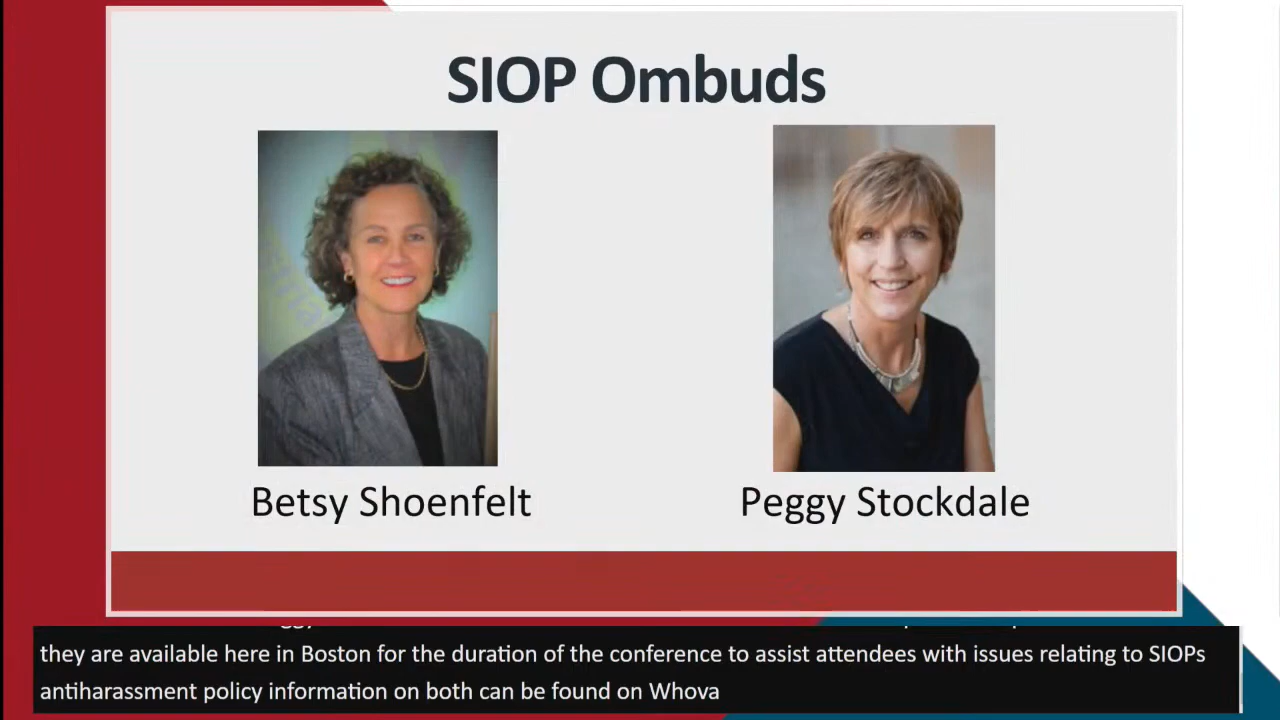 SIOP Ombuds
Betsy Shoenfelt
Peggy Stockdale
they are available here in Boston for the duration of the conference to assist attendees with issues relating to SIOPs
antiharassment policy information on both can be found on Whova